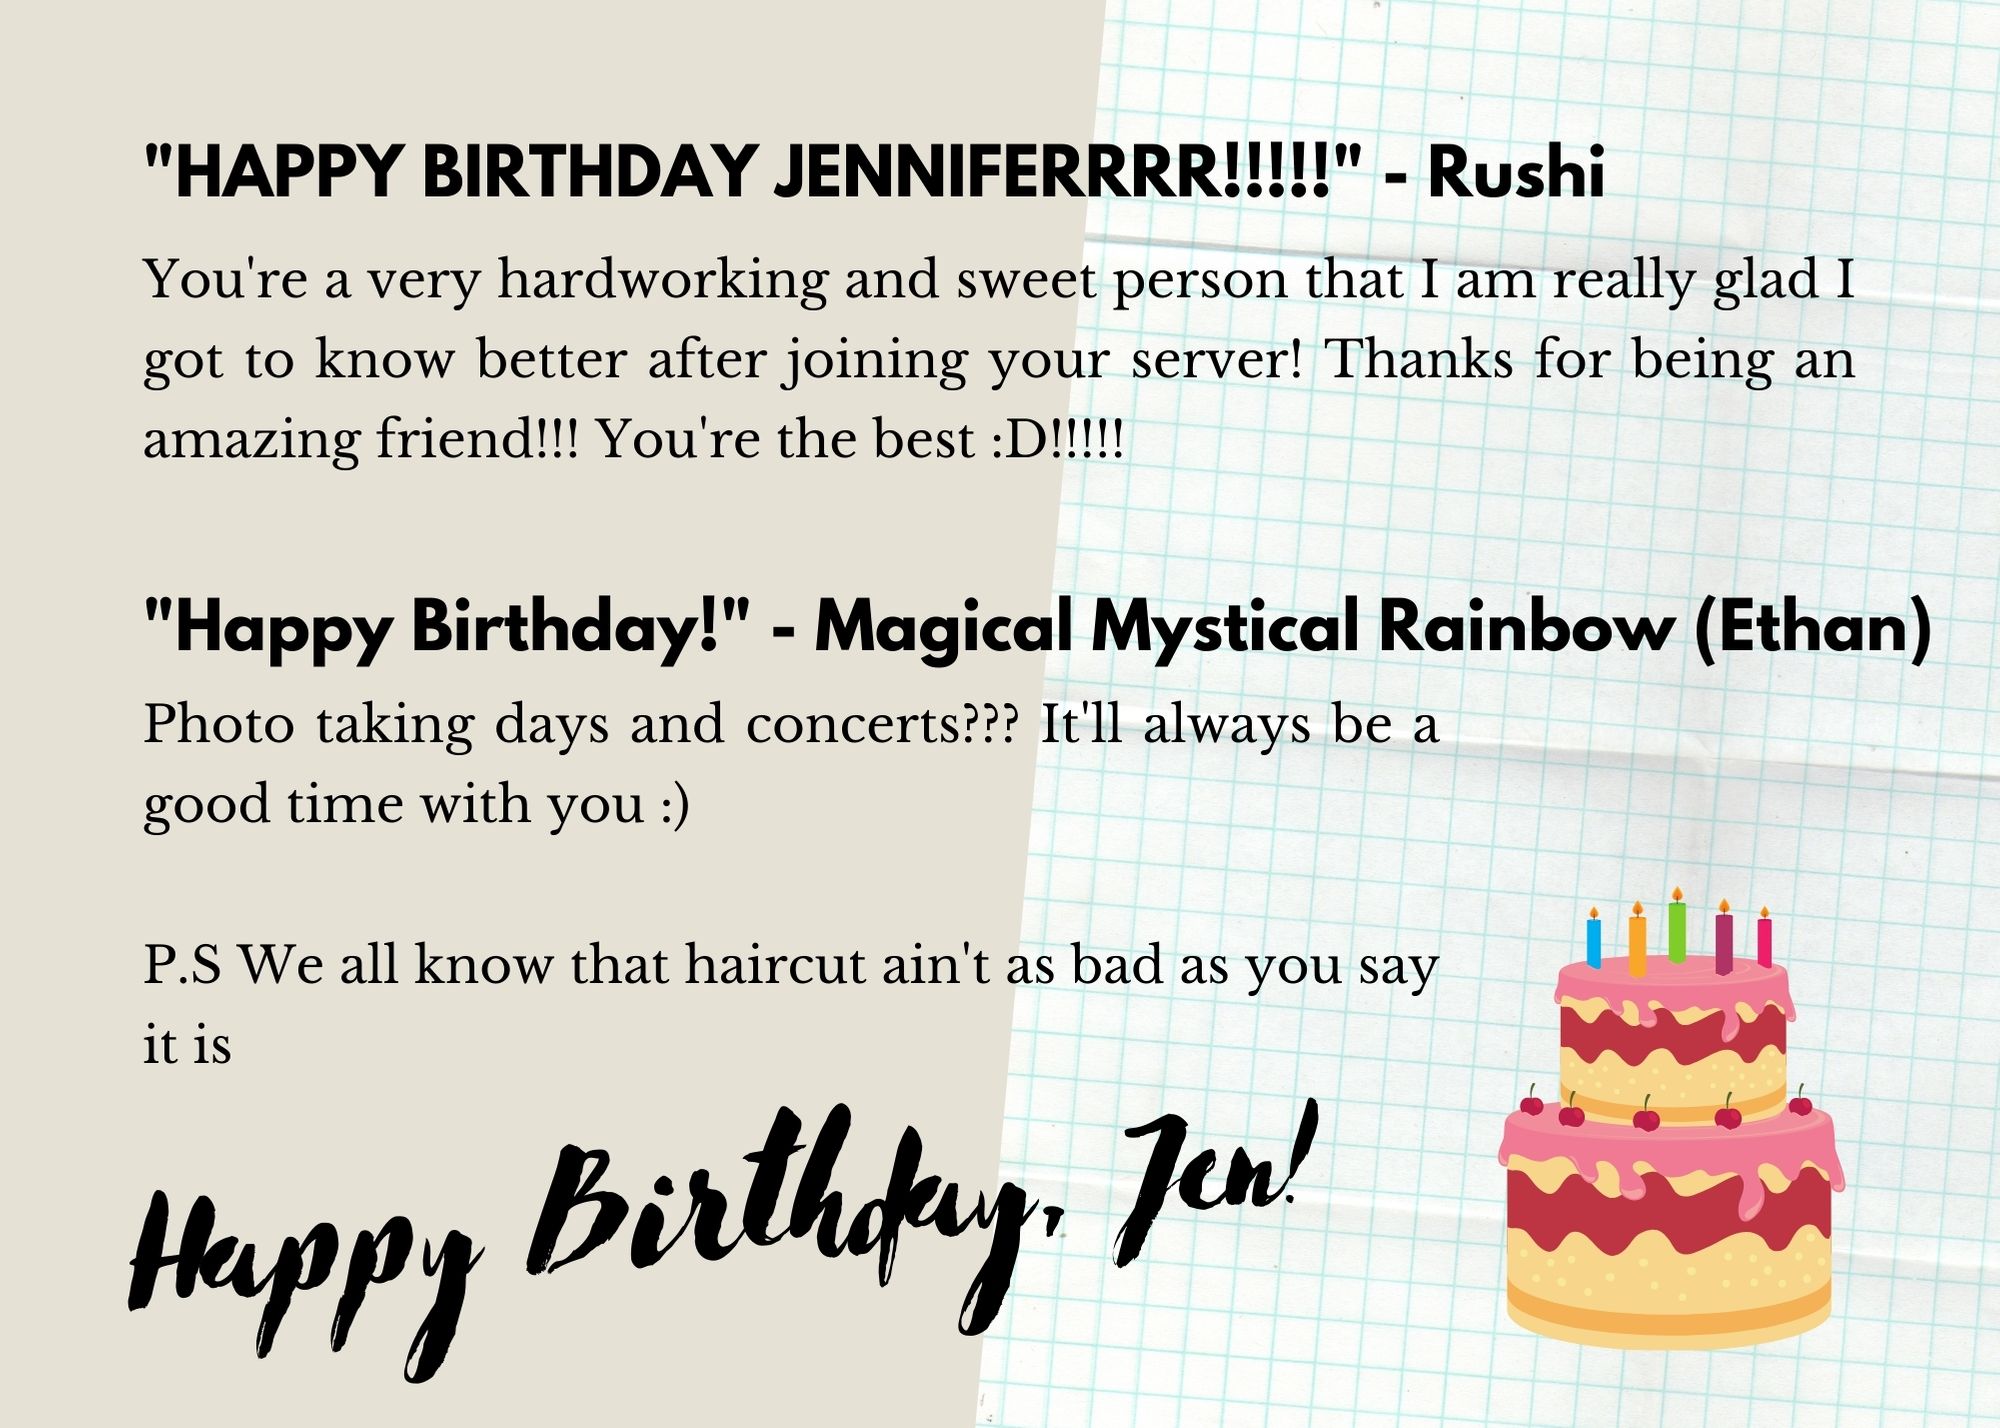 "HAPPY BIRTHDAY JENNIFERRRR!!!!!" - Rushi
You're a very hardworking and sweet person that I am really glad I
got to know better after joining your server! Thanks for being an
amazing friend!!! You're the best :D!!!!!
"Happy Birthday!" - Magical Mystical Rainbow (Ethan)
Photo taking days and concerts??? It'll always be a
good time with you :)
P.S We all know that haircut ain't as bad as you say
it is
Happy Birthday, Jen!